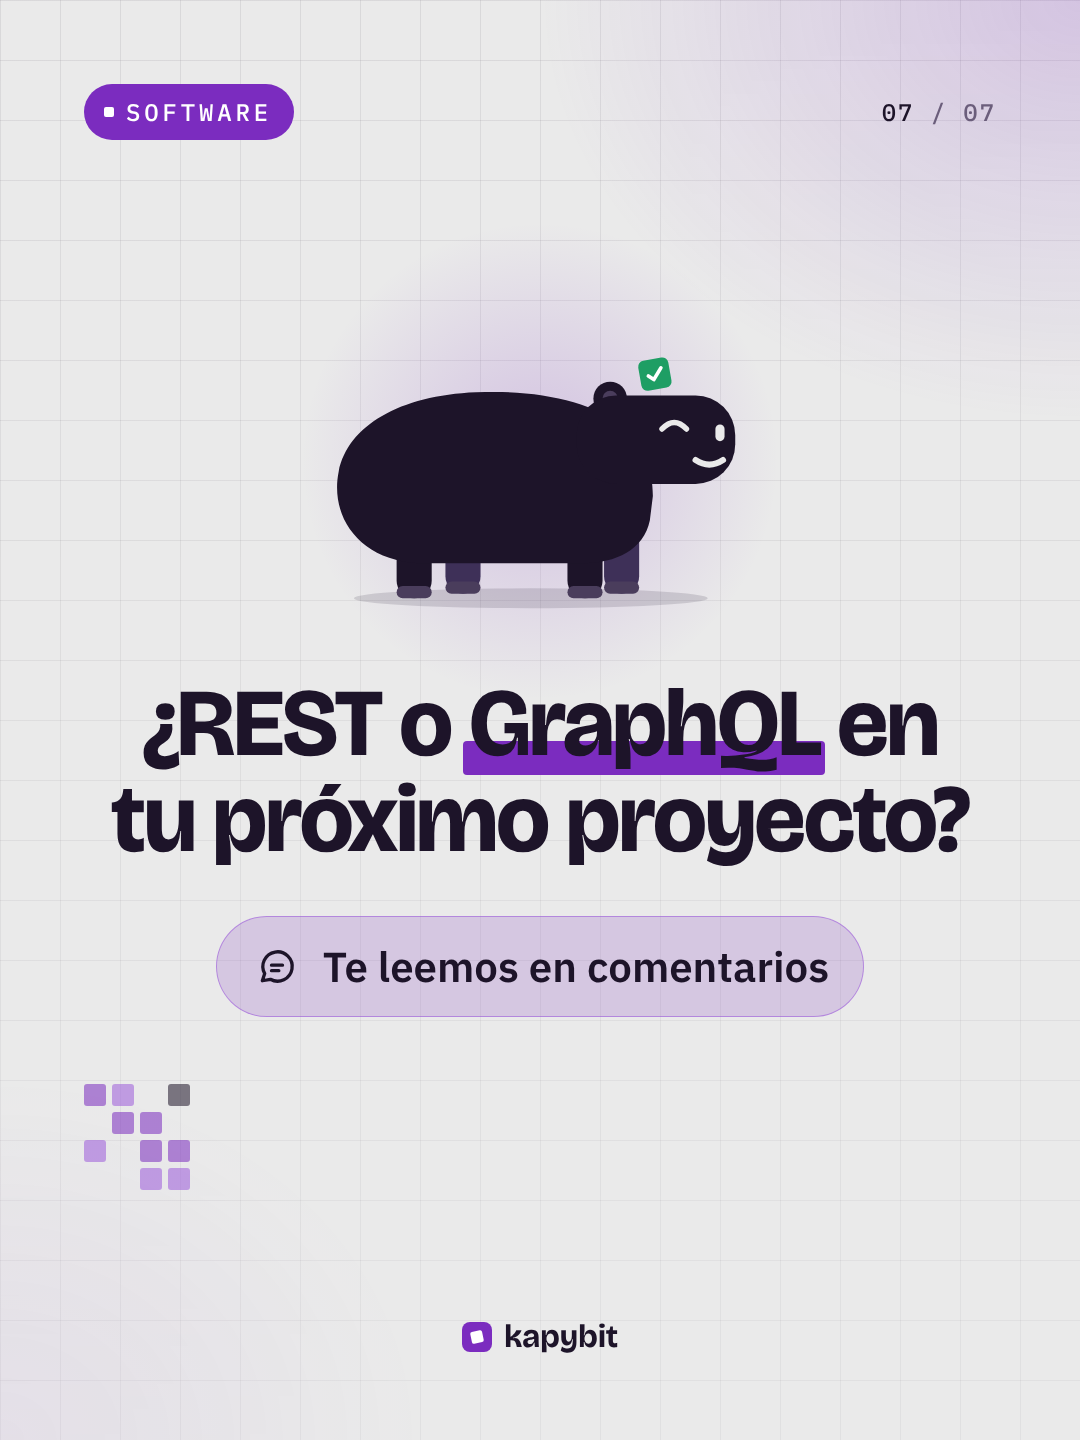 SOFTWARE
07 / 07
¿REST o GraphQL en
tu próximo proyecto?
Te leemos en comentarios
kapybit